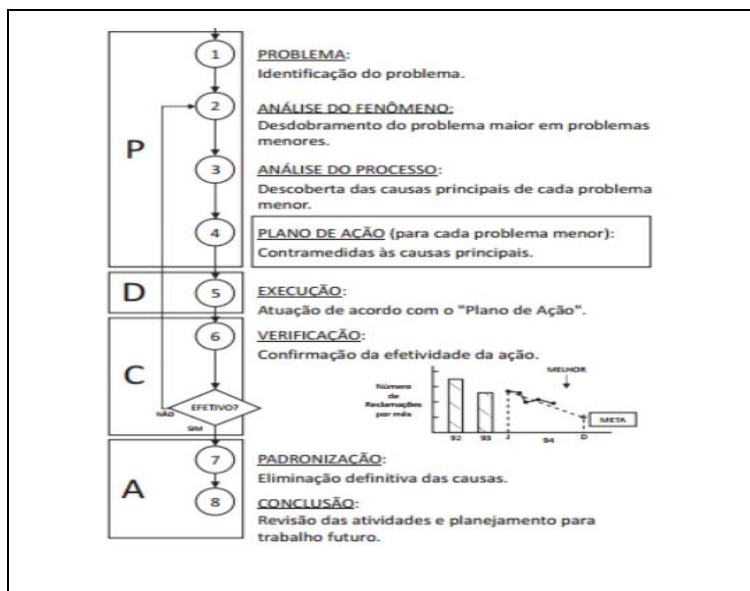 P
1
PROBLEMA:
Identificação do problema.
2
ANÁLISE DO FENÔMENO:
Desdobramento do problema maior em problemas
menores.
3
ANÁLISE DO PROCESSO:
Descoberta das causas principais de cada problema
menor.
4
PLANO DE AÇÃO (para cada problema menor):
Contramedidas às causas principais.
D
5
EXECUÇÃO:
Atuação de acordo com o "Plano de Ação".
C
6
VERIFICAÇÃO:
Confirmação da efetividade da ação.
MELHOR
Número
de
Reclamações
por mês
META
92
93
J
94
D
EFETIVO?
NÃO
SIM
A
7
PADRONIZAÇÃO:
Eliminação definitiva das causas.
8
CONCLUSÃO:
Revisão das atividades e planejamento para
trabalho futuro.